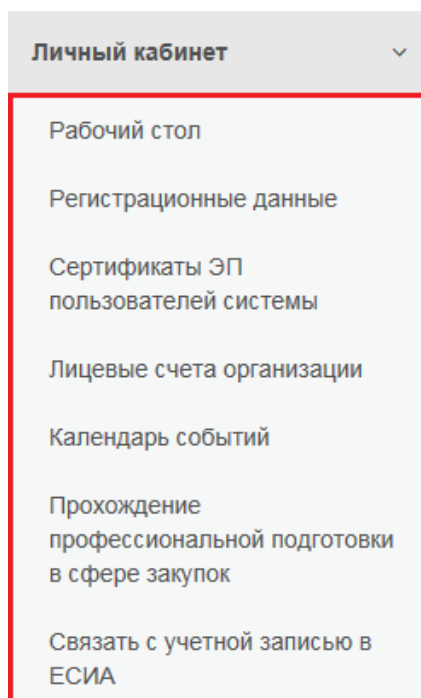 Личный кабинет
Рабочий стол
Регистрационные данные
Сертификаты ЭП
пользователей системы
Лицевые счета организации
Календарь событий
Прохождение
профессиональной подготовки
в сфере закупок
Связать с учетной записью в
ЕСИА